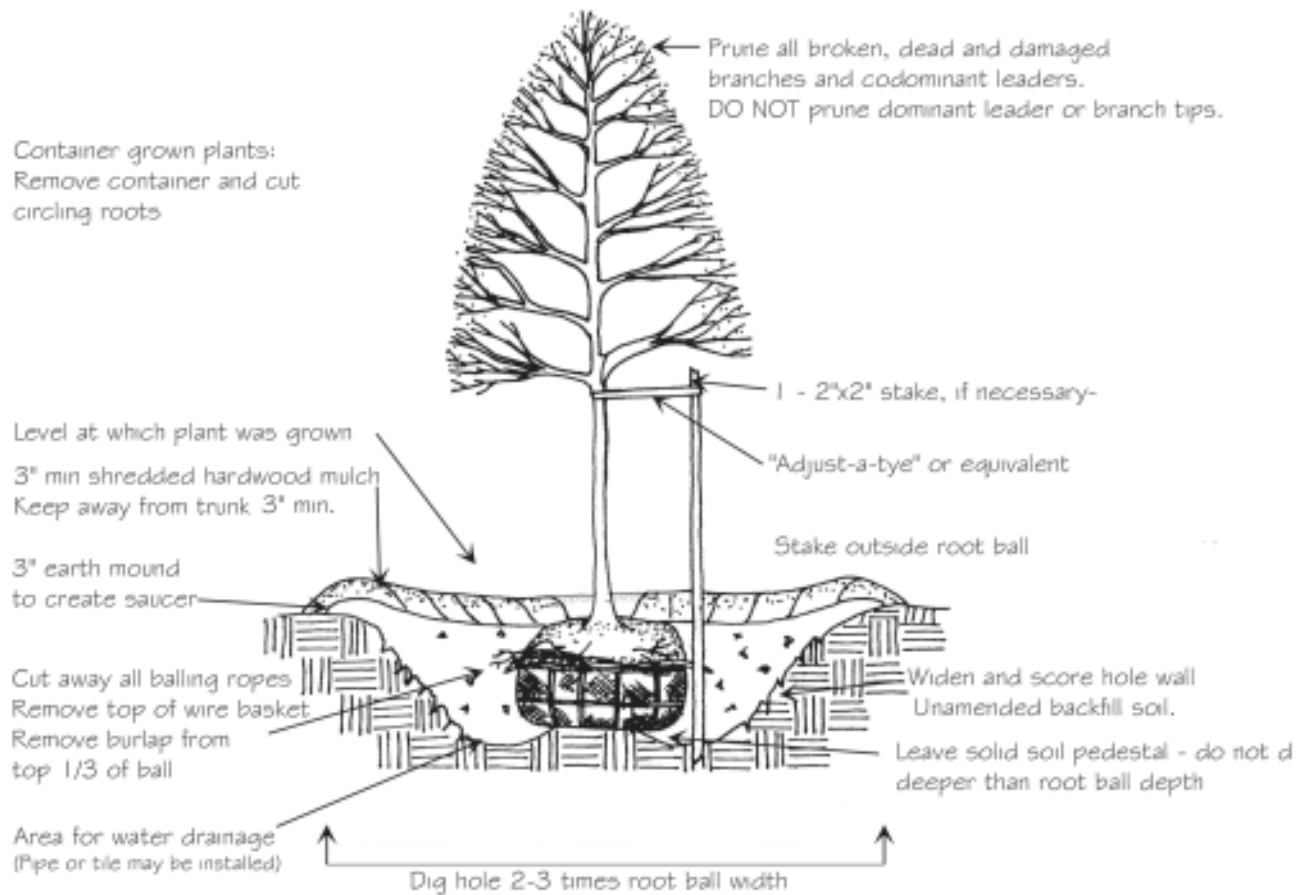 Prune all broken, dead and damaged
branches and codominant leaders.
DO NOT prune dominant leader or branch tips.
Container grown plants:
Remove container and cut
circling roots
1 - 2"x2" stake, if necessary-
Level at which plant was grown
"Adjust-a-tye" or equivalent
3" min shredded hardwood mulch
Keep away from trunk 3" min.
Stake outside root ball
3" earth mound
to create saucer
Cut away all balling ropes
Remove top of wire basket
Remove burlap from
top 1/3 of ball
Widen and score hole wall
Unamended backfill soil.
Leave solid soil pedestal - do not d
deeper than root ball depth
Area for water drainage
(Pipe or tile may be installed)
Dig hole 2-3 times root ball width